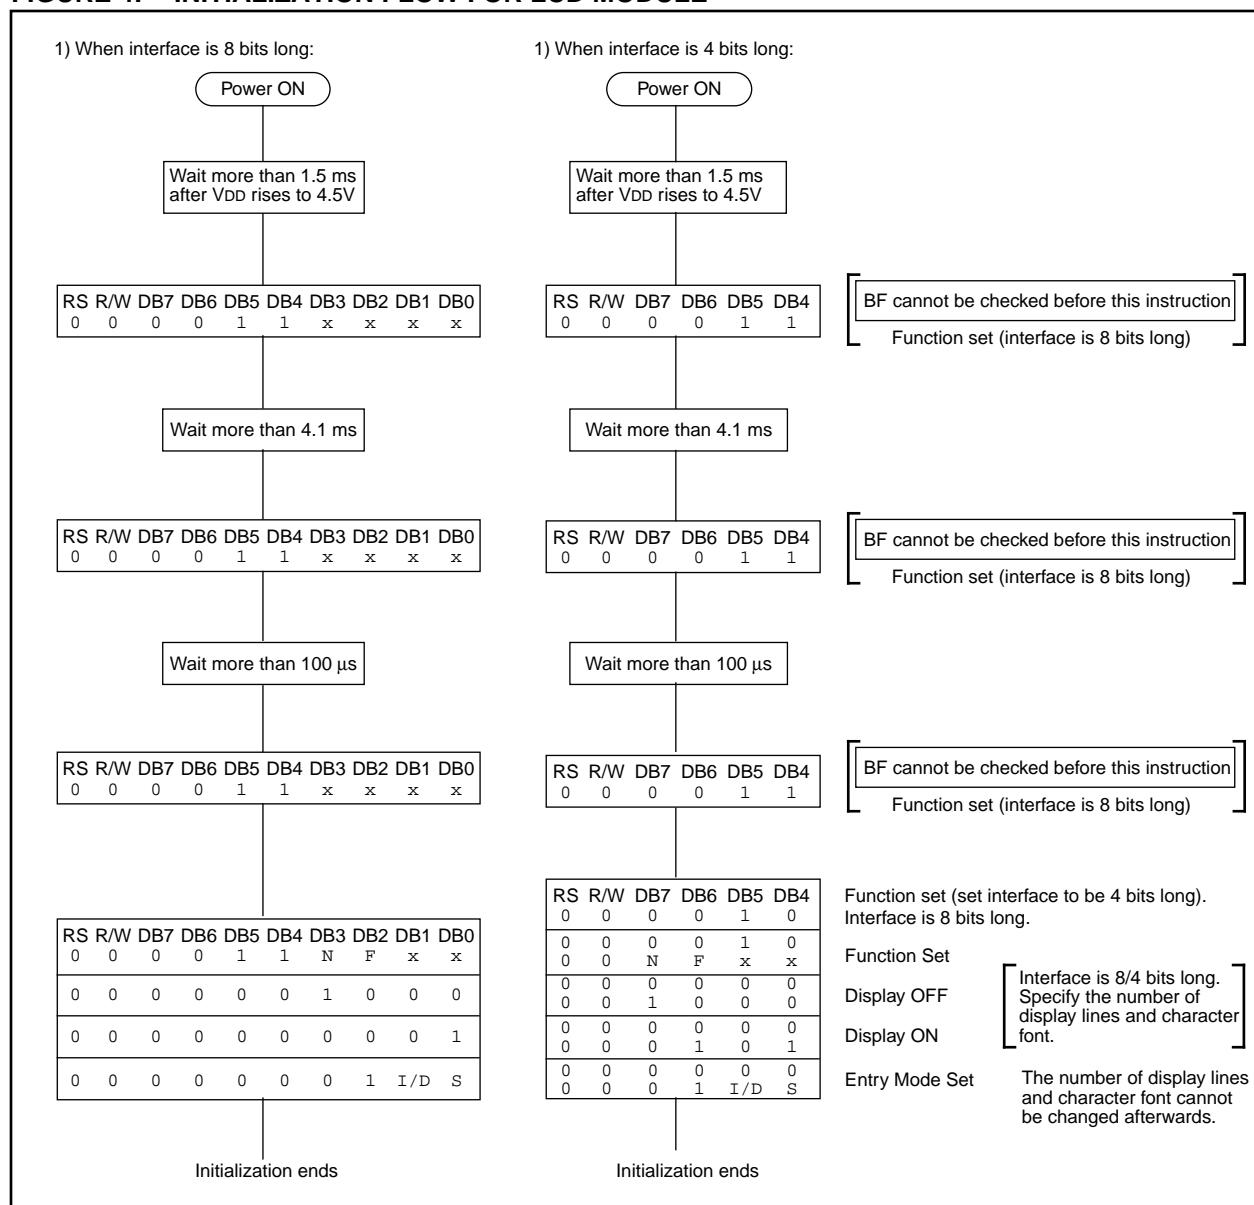 1) When interface is 8 bits long:
Power ON
Wait more than 1.5 ms
after VDD rises to 4.5V
RS R/W DB7 DB6 DB5 DB4 DB3 DB2 DB1 DB0
0 0 0 0 1 1 x x x x
Wait more than 4.1 ms
RS R/W DB7 DB6 DB5 DB4 DB3 DB2 DB1 DB0
0 0 0 0 1 1 x x x x
Wait more than 100 µs
RS R/W DB7 DB6 DB5 DB4 DB3 DB2 DB1 DB0
0 0 0 0 1 1 x x x x
RS R/W DB7 DB6 DB5 DB4 DB3 DB2 DB1 DB0
0 0 0 0 1 1 N F x x
0 0 0 0 0 0 1 0 0 0
0 0 0 0 0 0 0 0 0 1
0 0 0 0 0 0 0 1 I/D S
Initialization ends
1) When interface is 4 bits long:
Power ON
Wait more than 1.5 ms
after VDD rises to 4.5V
RS R/W DB7 DB6 DB5 DB4
0 0 0 0 1 1
BF cannot be checked before this instruction
Function set (interface is 8 bits long)
Wait more than 4.1 ms
RS R/W DB7 DB6 DB5 DB4
0 0 0 0 1 1
BF cannot be checked before this instruction
Function set (interface is 8 bits long)
Wait more than 100 µs
RS R/W DB7 DB6 DB5 DB4
0 0 0 0 1 1
BF cannot be checked before this instruction
Function set (interface is 8 bits long)
RS R/W DB7 DB6 DB5 DB4
0 0 0 0 1 0
Function set (set interface to be 4 bits long).
Interface is 8 bits long.
0 0 0 0 1 0
0 0 N F x x
Function Set
0 0 0 0 0 0
0 0 1 0 0 0
Display OFF
0 0 0 0 0 0
0 0 0 1 0 1
Display ON
0 0 0 0 0 0
0 0 0 1 I/D S
Entry Mode Set
Interface is 8/4 bits long.
Specify the number of
display lines and character
font.
The number of display lines
and character font cannot
be changed afterwards.
Initialization ends